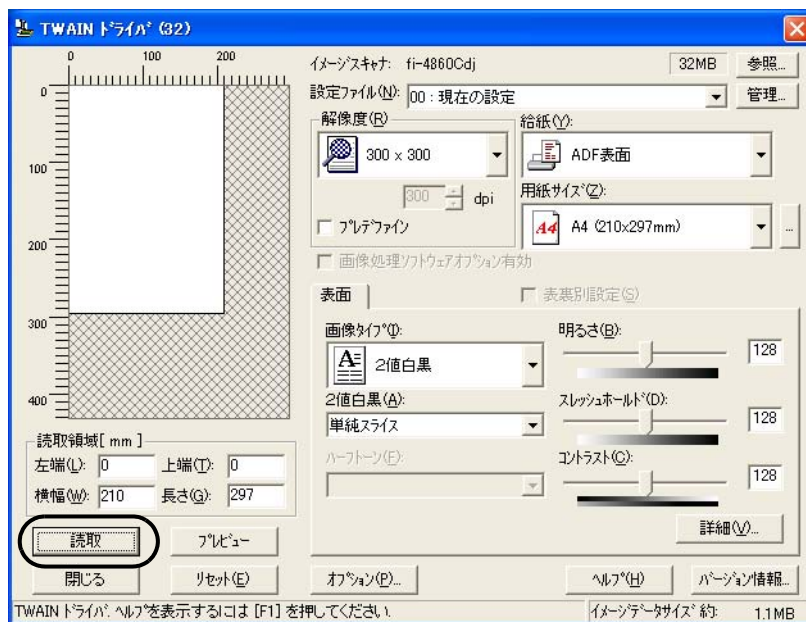 TWAIN ドライバ (32)
0 100 200
0
100
200
300
400
イメージスキャナ: fi-4860Cdj 32MB 参照...
設定ファイル(N): 00 : 現在の設定 管理...
解像度(R)
300 x 300
300 dpi
プレデファイン
給紙(Y):
ADF表面
用紙サイズ(Z):
A4 A4 (210x297mm) ...
画像処理ソフトウェアオプション有効
表面 表裏別設定(S)
画像タイプ(I):
A 2値白黒
2値白黒(A):
単純スライス
ハーフトーン(F):
明るさ(B):
128
スレッシュホールド(D):
128
コントラスト(C):
128
詳細(V)...
読取領域[ mm ]
左端(L): 0 上端(T): 0
横幅(W): 210 長さ(G): 297
読取 プレビュー
閉じる リセット(E) オプション(P)... ヘルプ(H) バージョン情報...
TWAIN ドライバ. ヘルプを表示するには [F1] を押してください. イメージデータサイズ 約: 1.1MB